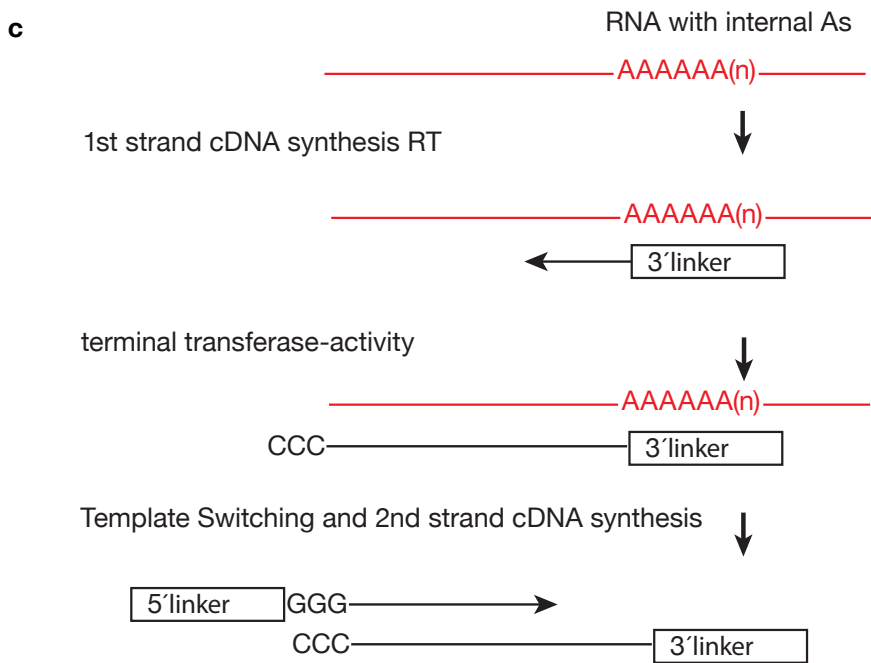 c
RNA with internal As
AAAAAA(n)
1st strand cDNA synthesis RT
AAAAAA(n)
3´linker
terminal transferase-activity
AAAAAA(n)
CCC
3´linker
Template Switching and 2nd strand cDNA synthesis
5´linker GGG
CCC
3´linker